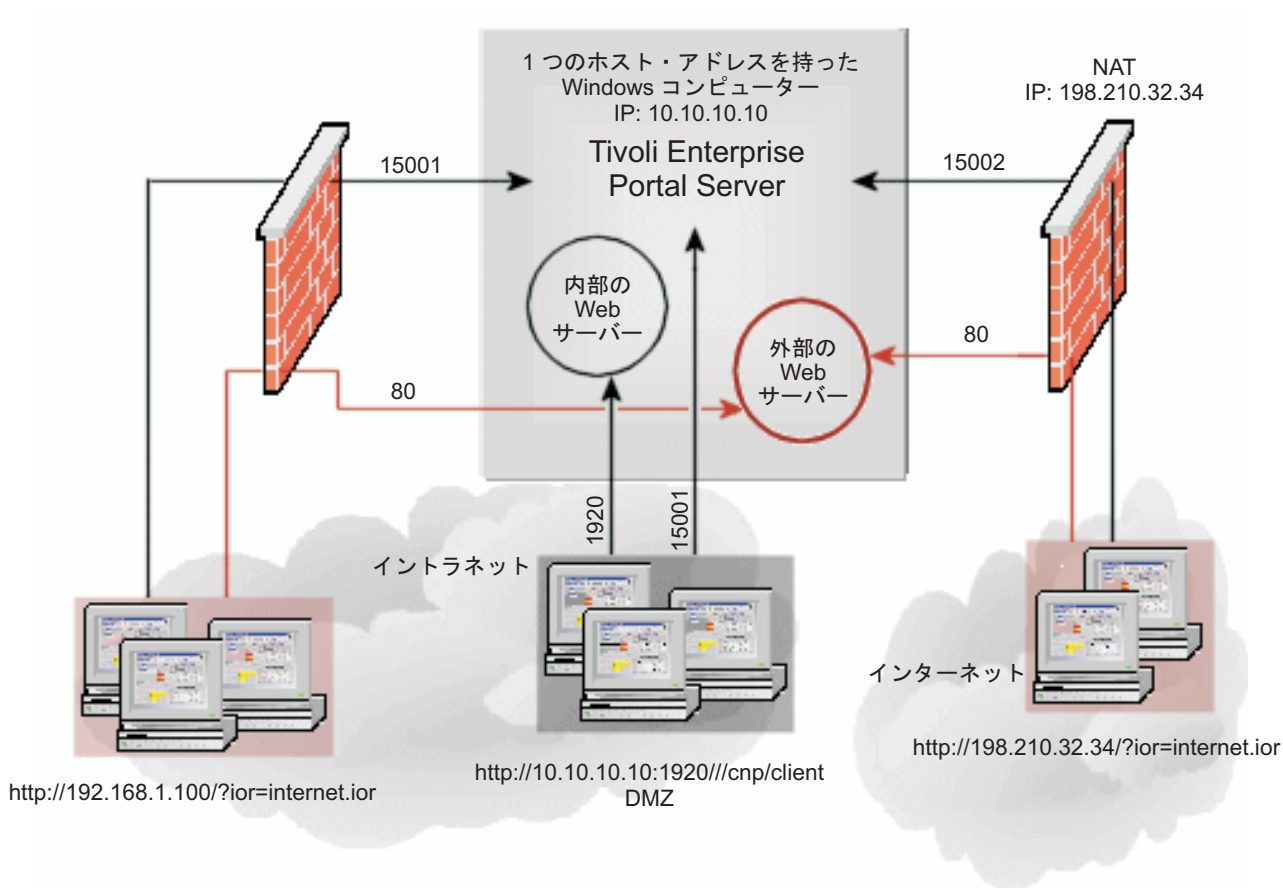 1 つのホスト・アドレスを持った
Windows コンピューター
IP: 10.10.10.10
Tivoli Enterprise
Portal Server
NAT
IP: 198.210.32.34
15001
15002
内部の
Web
サーバー
外部の
Web
サーバー
80
80
1920
15001
イントラネット
インターネット
http://192.168.1.100/?ior=internet.ior
http://10.10.10.10:1920///cnp/client
DMZ
http://198.210.32.34/?ior=internet.ior